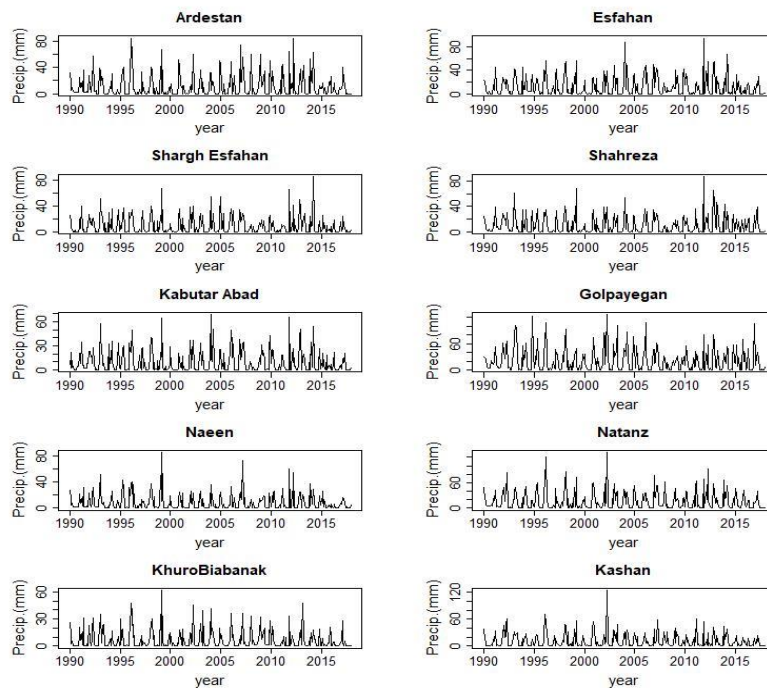 Ardestan
Precip.(mm)
0 40 80
1990 1995 2000 2005 2010 2015
year
Esfahan
Precip.(mm)
0 40 80
1990 1995 2000 2005 2010 2015
year
Shargh Esfahan
Precip.(mm)
0 40 80
1990 1995 2000 2005 2010 2015
year
Shahreza
Precip.(mm)
0 40 80
1990 1995 2000 2005 2010 2015
year
Kabutar Abad
Precip.(mm)
0 30 60
1990 1995 2000 2005 2010 2015
year
Golpayegan
Precip.(mm)
0 60
1990 1995 2000 2005 2010 2015
year
Naeen
Precip.(mm)
0 40 80
1990 1995 2000 2005 2010 2015
year
Natanz
Precip.(mm)
0 60
1990 1995 2000 2005 2010 2015
year
KhuroBiabanak
Precip.(mm)
0 30 60
1990 1995 2000 2005 2010 2015
year
Kashan
Precip.(mm)
0 60 120
1990 1995 2000 2005 2010 2015
year